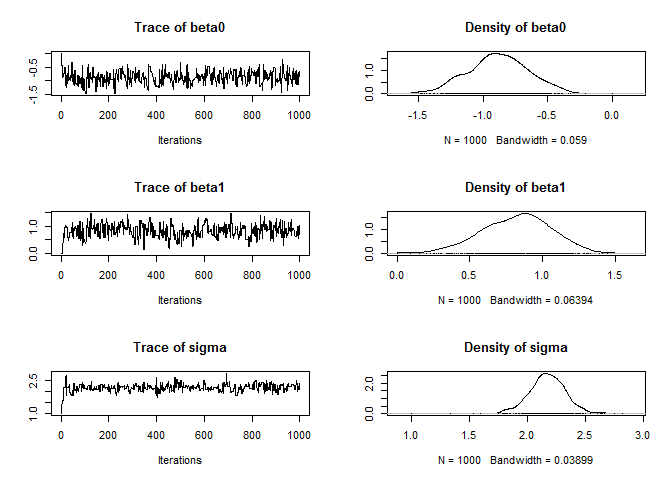 Trace of beta0
-1.5 -0.5
0 200 400 600 800 1000
Iterations
Density of beta0
0.0 1.0
-1.5 -1.0 -0.5 0.0
N = 1000 Bandwidth = 0.059
Trace of beta1
0.0 1.0
0 200 400 600 800 1000
Iterations
Density of beta1
0.0 1.0
0.0 0.5 1.0 1.5
N = 1000 Bandwidth = 0.06394
Trace of sigma
1.0 2.5
0 200 400 600 800 1000
Iterations
Density of sigma
0.0 2.0
1.0 1.5 2.0 2.5 3.0
N = 1000 Bandwidth = 0.03899